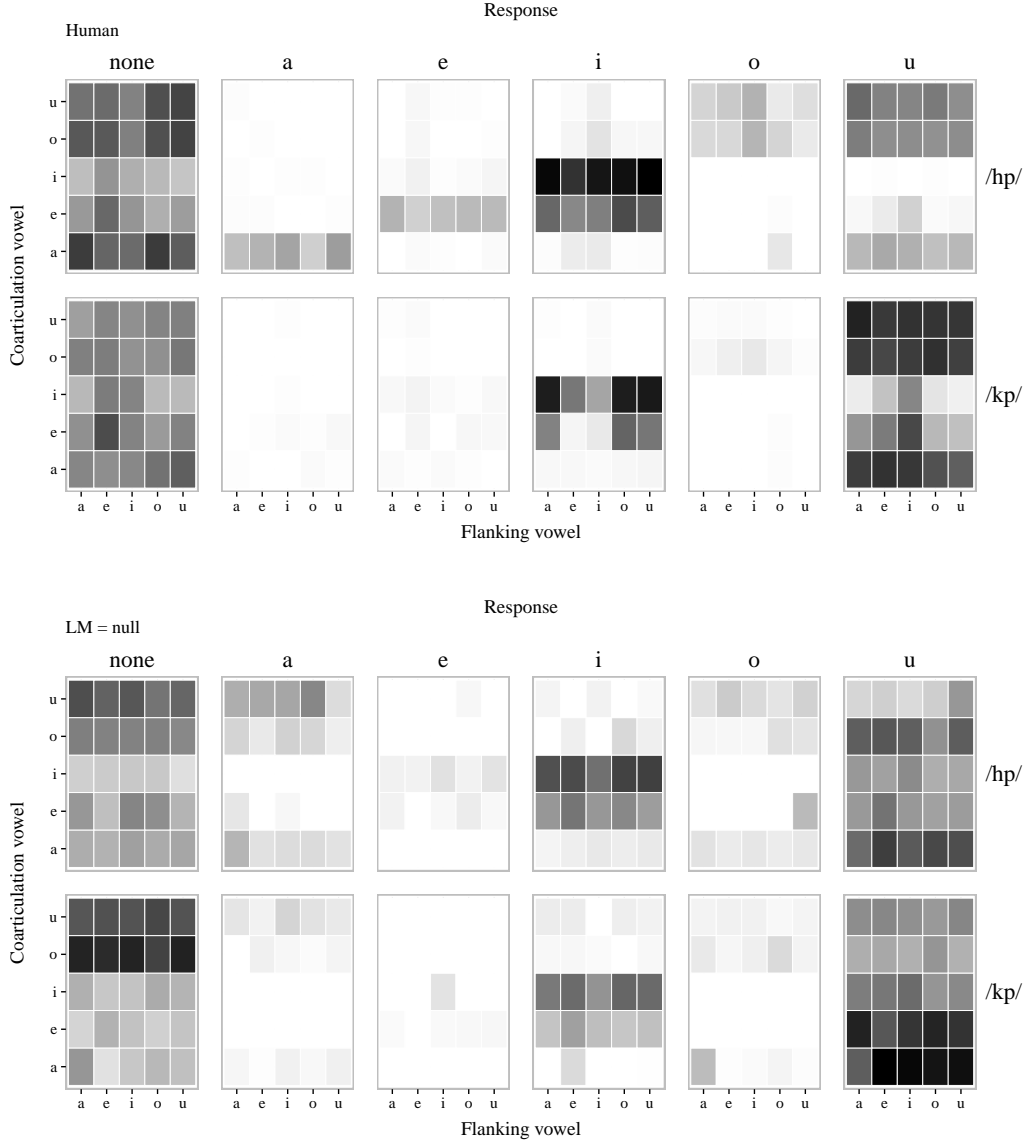 Response
Human
none a e i o u
u
o
i
e
a
/hp/
Coarticulation vowel
u
o
i
e
a
/kp/
a e i o u a e i o u a e i o u a e i o u a e i o u a e i o u
Flanking vowel
Response
LM = null
none a e i o u
u
o
i
e
a
/hp/
Coarticulation vowel
u
o
i
e
a
/kp/
a e i o u a e i o u a e i o u a e i o u a e i o u a e i o u
Flanking vowel